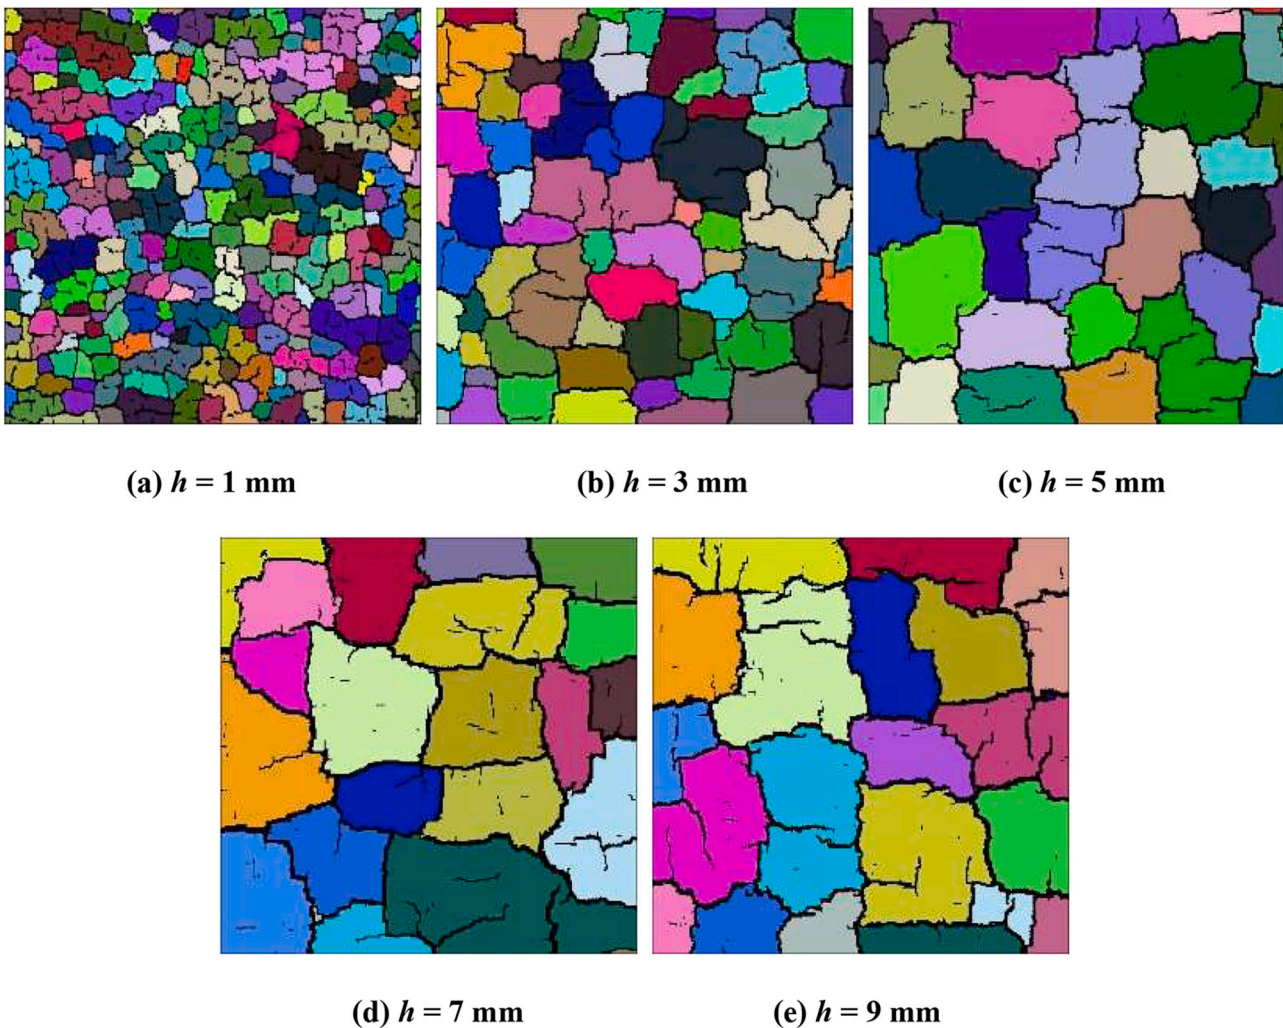 (a) h = 1 mm
(b) h = 3 mm
(c) h = 5 mm
(d) h = 7 mm
(e) h = 9 mm